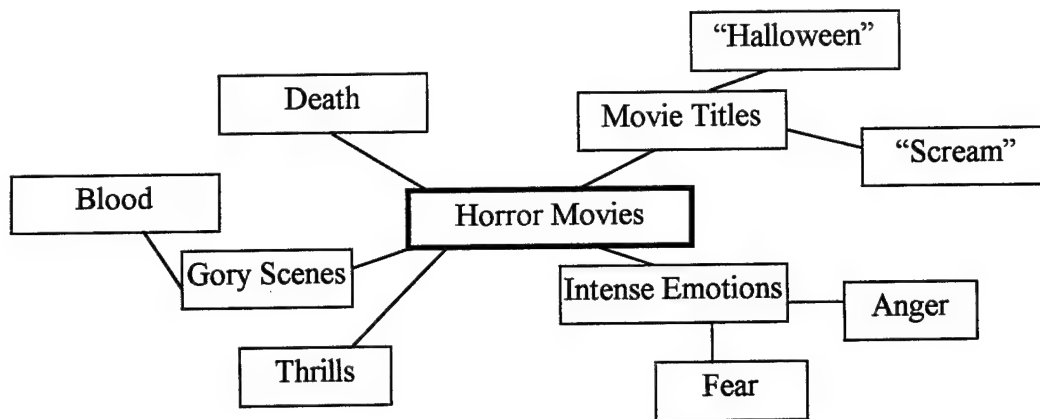 “Halloween”
Death
Movie Titles
“Scream”
Blood
Horror Movies
Gory Scenes
Intense Emotions
Anger
Thrills
Fear